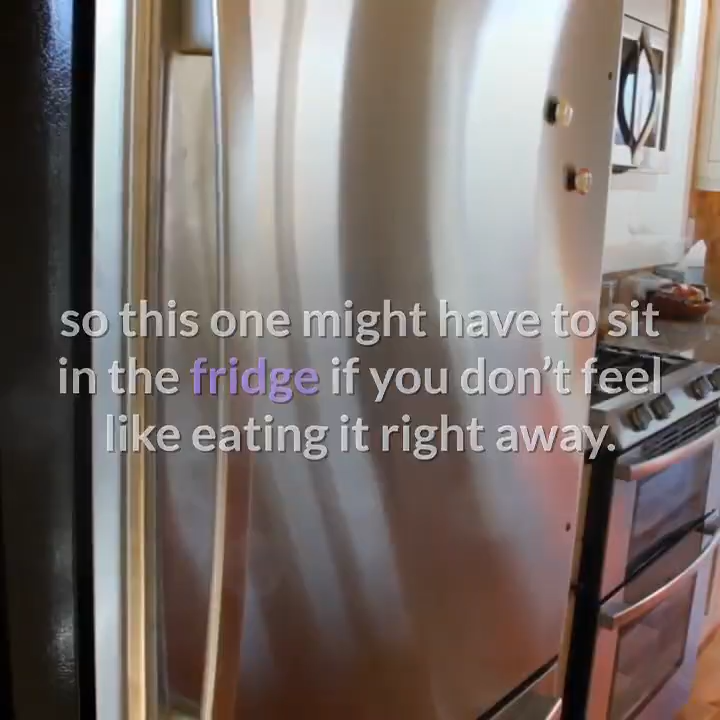 so this one might have to sit
in the fridge if you don't feel
like eating it right away.